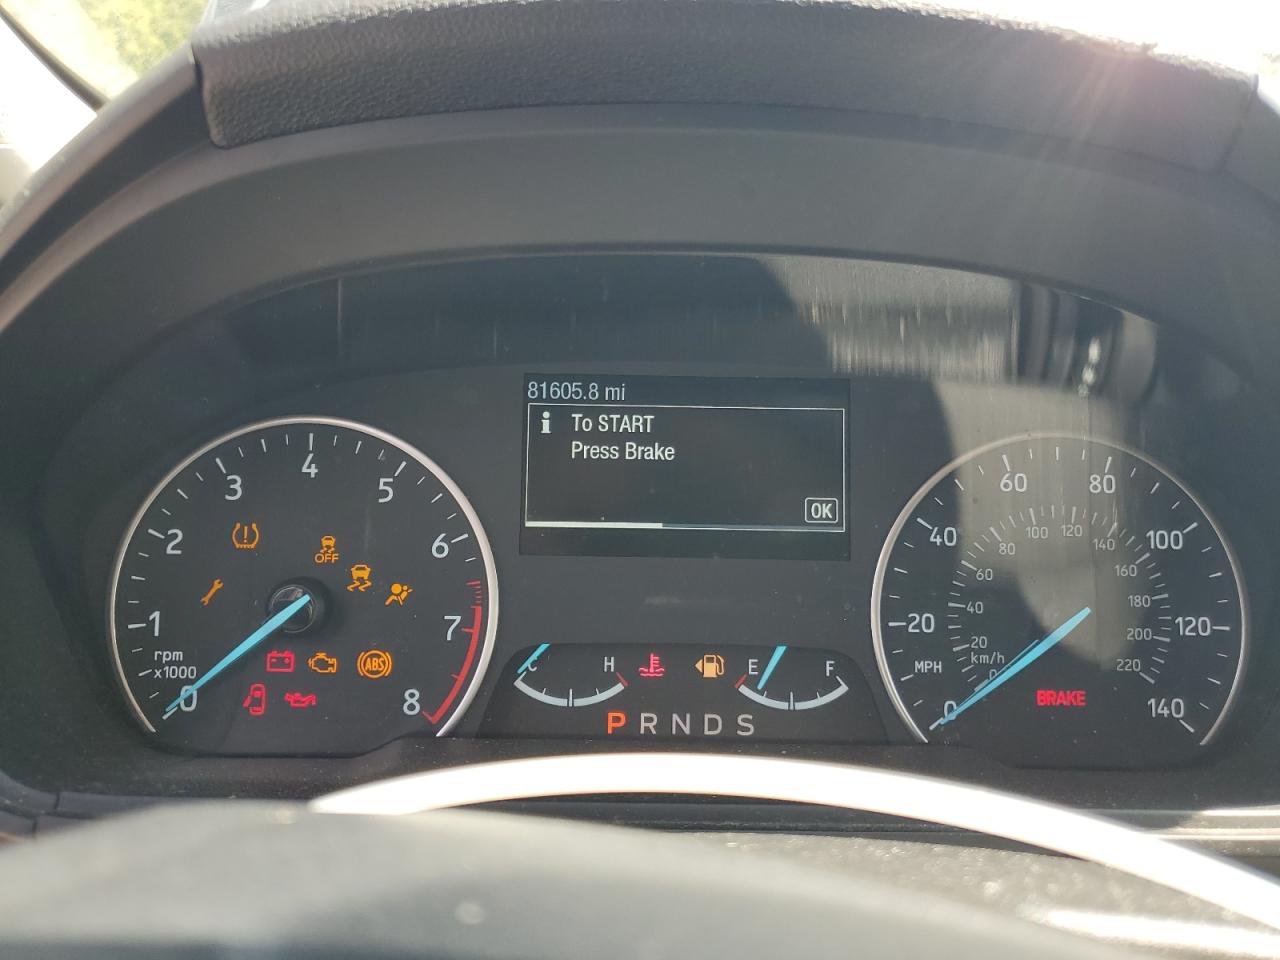 81605.8 mi
i To START
Press Brake
OK
0 1 2 3 4 5 6 7 8
rpm
x1000
!
OFF
ABS
C H
E F
P R N D S
0 20 40 60 80 100 120 140
MPH
0 20 40 60 80 100 120 140 160 180 200 220
km/h
BRAKE